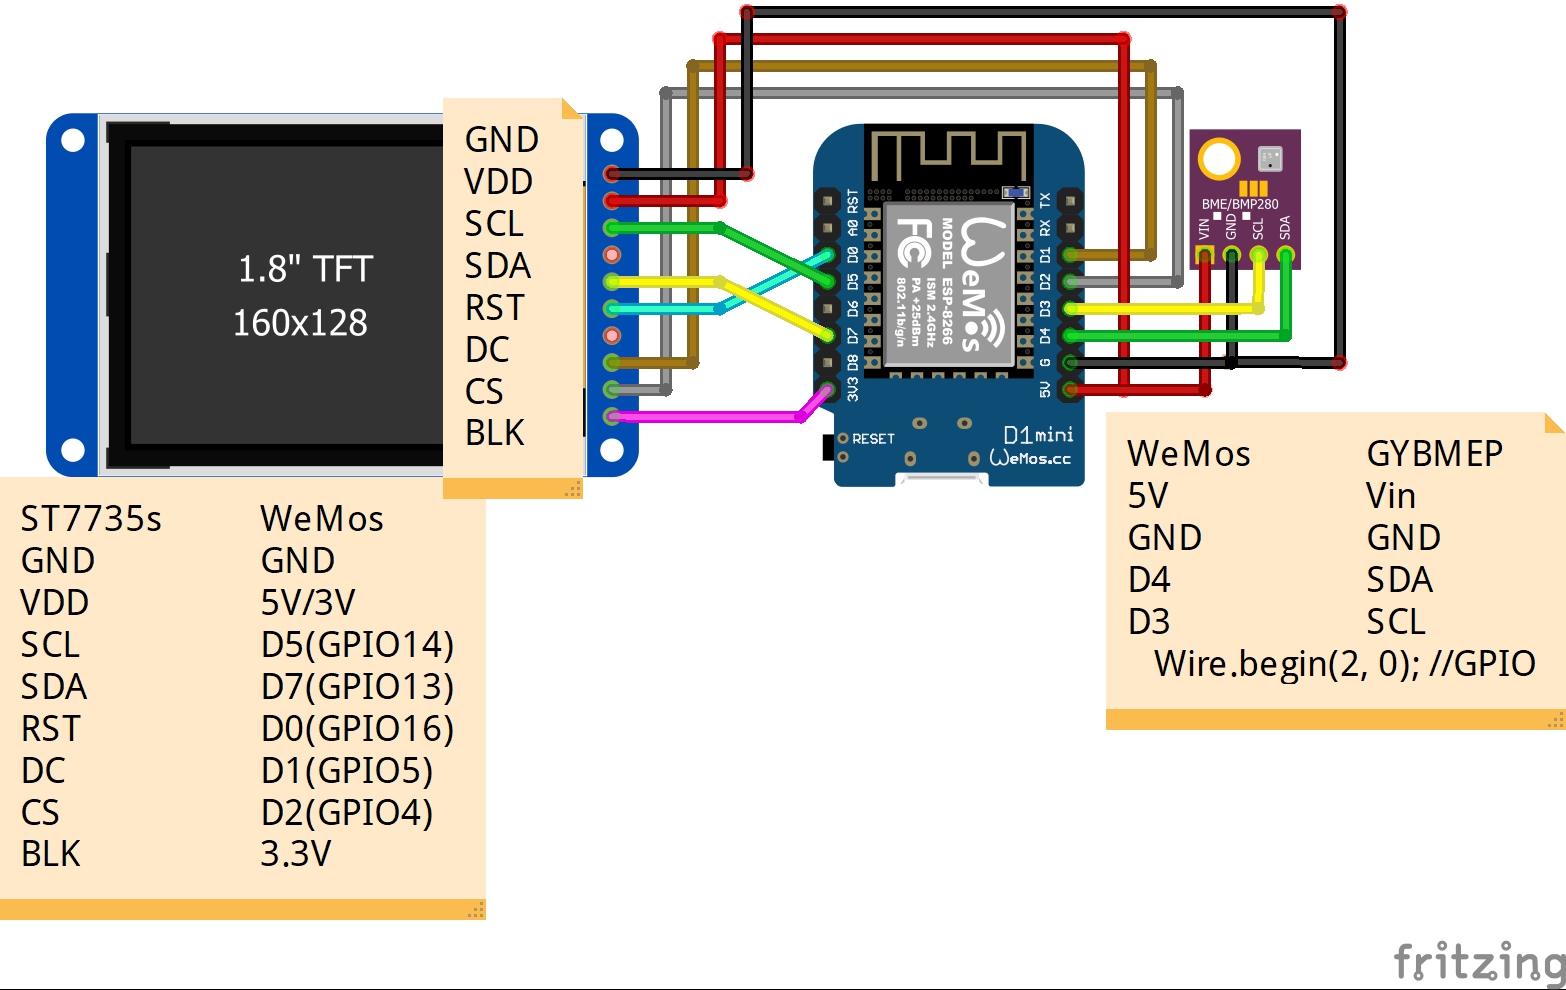 1.8" TFT
160x128
GND
VDD
SCL
SDA
RST
DC
CS
BLK
ST7735s WeMos
GND GND
VDD 5V/3V
SCL D5(GPIO14)
SDA D7(GPIO13)
RST D0(GPIO16)
DC D1(GPIO5)
CS D2(GPIO4)
BLK 3.3V
RST
A0
D0
D5
D6
D7
D8
3V3
TX
RX
D1
D2
D3
D4
G
5V
WeMos
FC
MODEL ESP-8266
ISM 2.4GHz
PA +25dBm
802.11b/g/n
RESET
D1mini
WeMos.cc
BME/BMP280
VIN
GND
SCL
SDA
WeMos GYBMEP
5V Vin
GND GND
D4 SDA
D3 SCL
Wire.begin(2, 0); //GPIO
fritzing